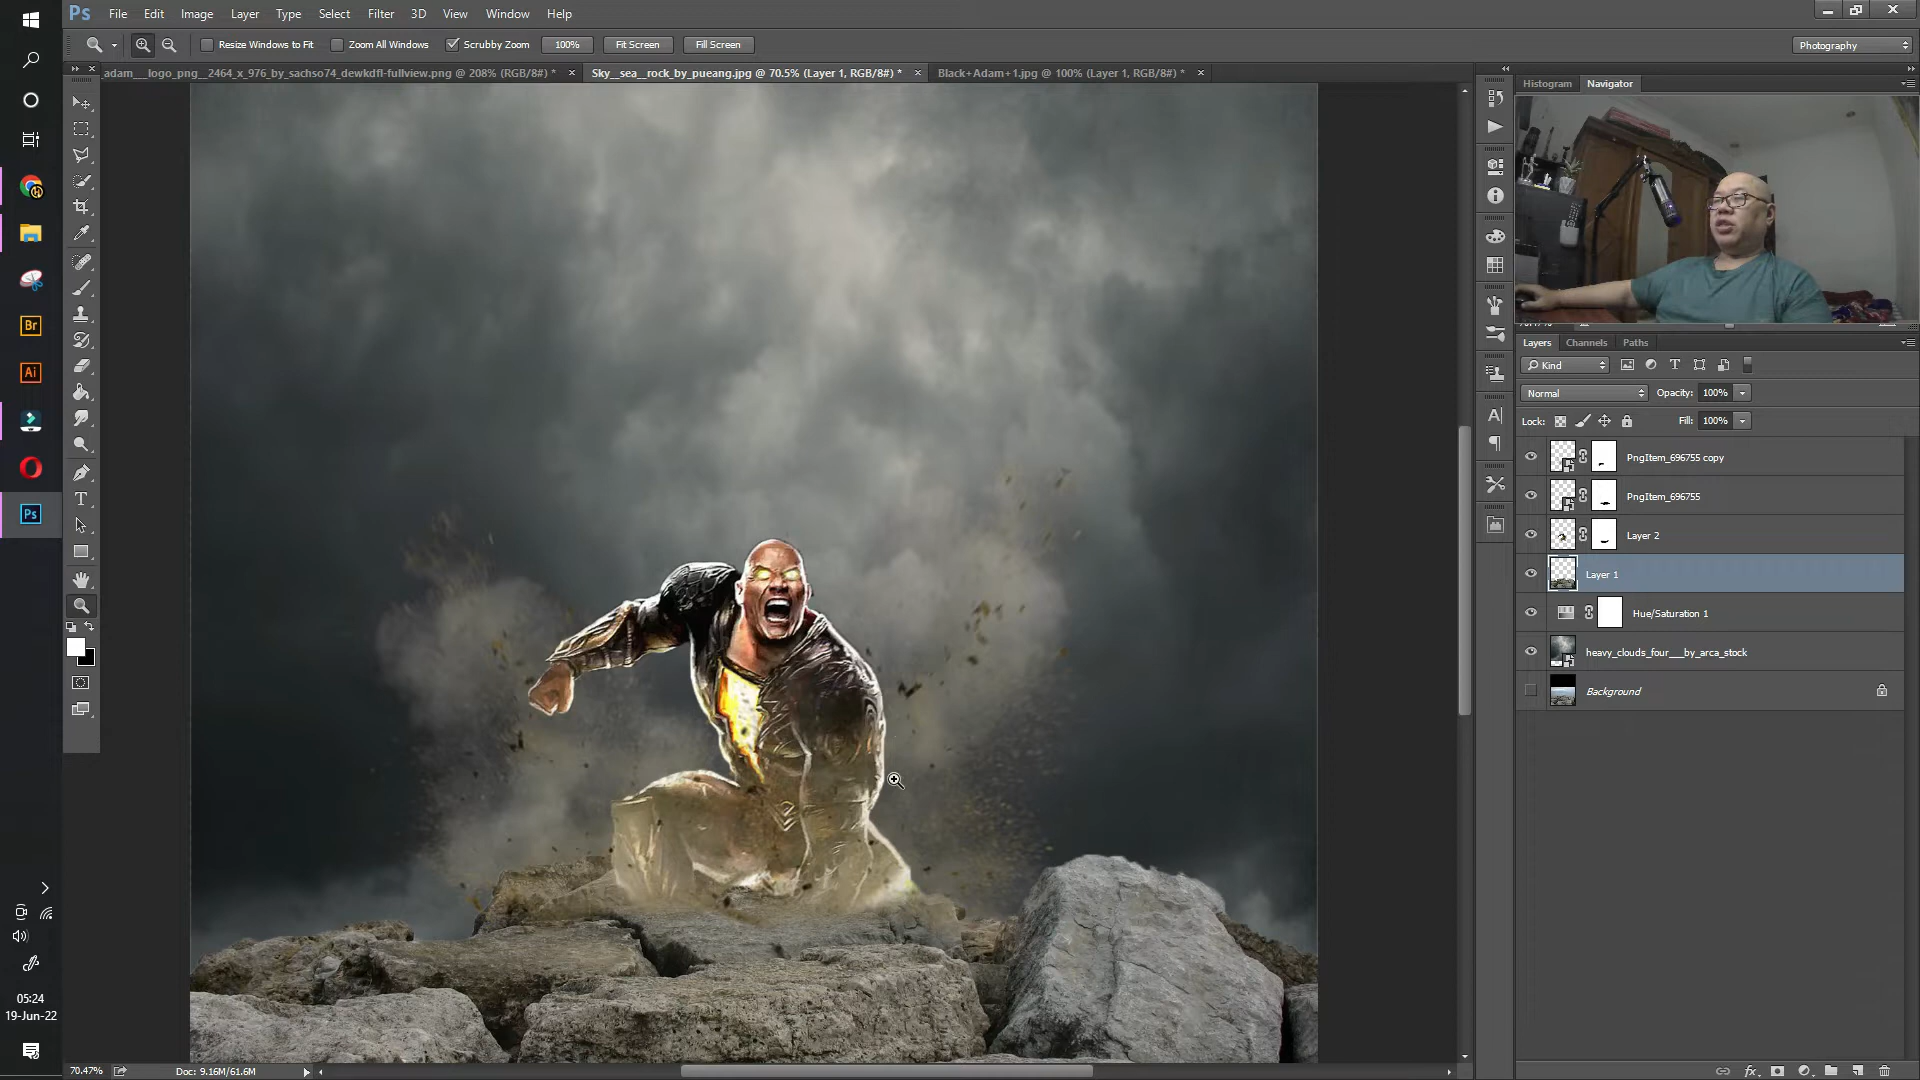 Ps File Edit Image Layer Type Select Filter 3D View Window Help
Resize Windows to Fit Zoom All Windows Scrubby Zoom 100% Fit Screen Fill Screen Photography
_adam___logo_png__2464_x_976_by_sachso74_dewkdfl-fullview.png @ 208% (RGB/8#) * Sky__sea__rock_by_pueang.jpg @ 70.5% (Layer 1, RGB/8#) * Black+Adam+1.jpg @ 100% (Layer 1, RGB/8#) *
Histogram Navigator
Layers Channels Paths
Kind
Normal Opacity: 100%
Lock: Fill: 100%
PngItem_696755 copy
PngItem_696755
Layer 2
Layer 1
Hue/Saturation 1
heavy_clouds_four___by_arca_stock
Background
Br
Ai
Ps
05:24
19-Jun-22
70.47% Doc: 9.16M/61.6M